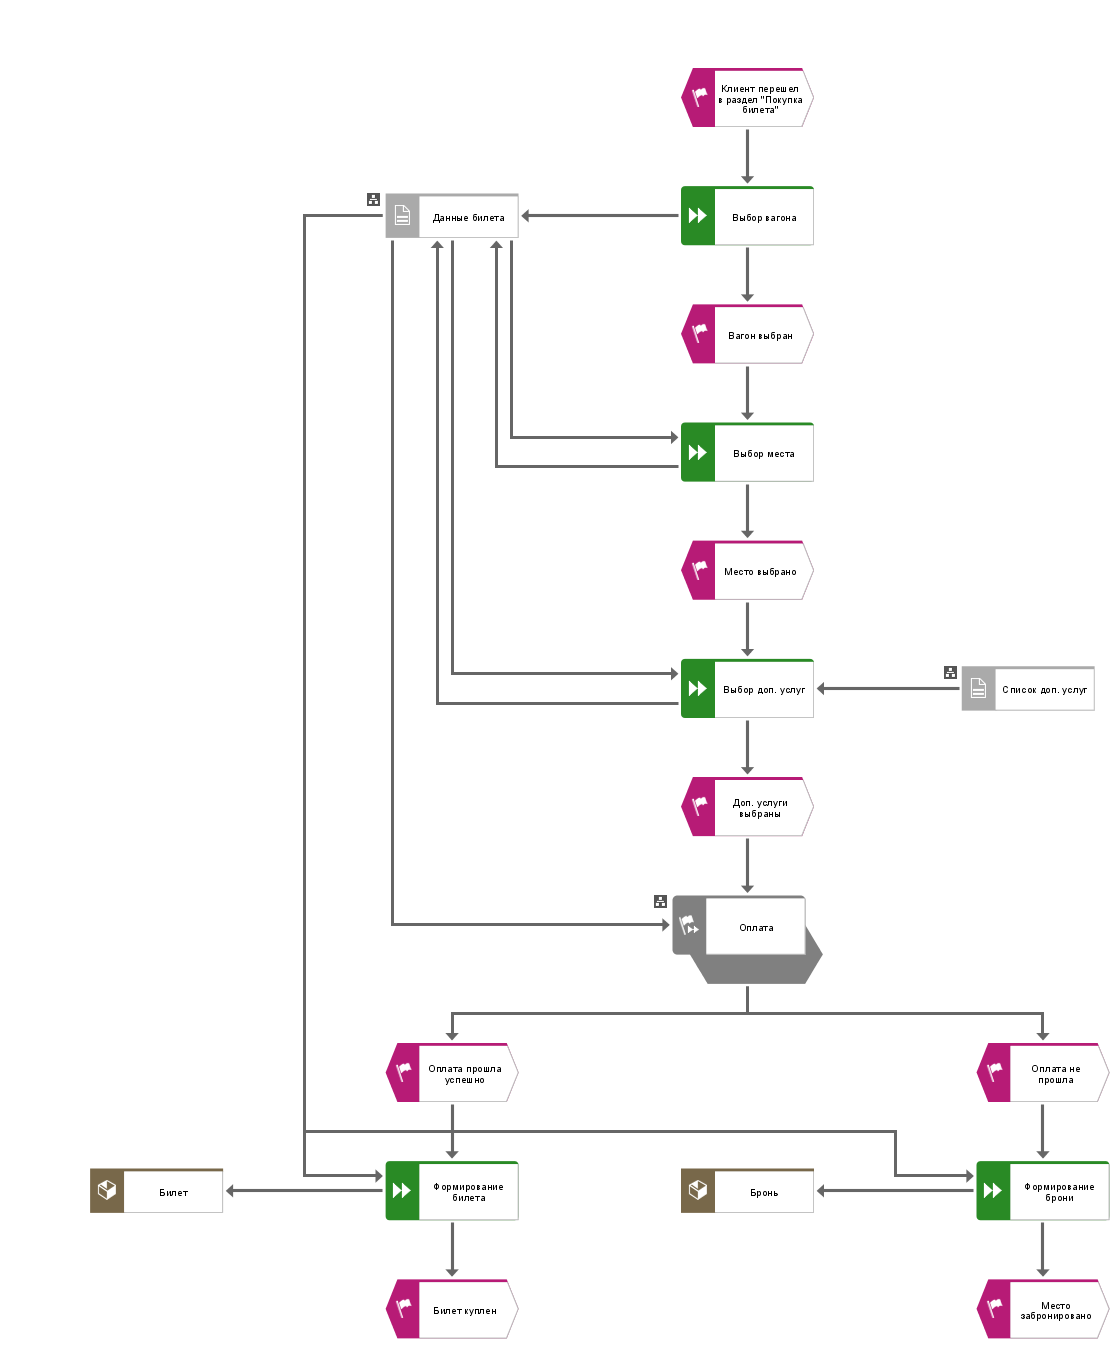 Клиент перешел
в раздел "Покупка
билета"
Данные билета
Выбор вагона
Вагон выбран
Выбор места
Место выбрано
Выбор доп. услуг
Список доп. услуг
Доп. услуги
выбраны
Оплата
Оплата прошла
успешно
Оплата не
прошла
Билет
Формирование
билета
Бронь
Формирование
брони
Билет куплен
Место
забронировано